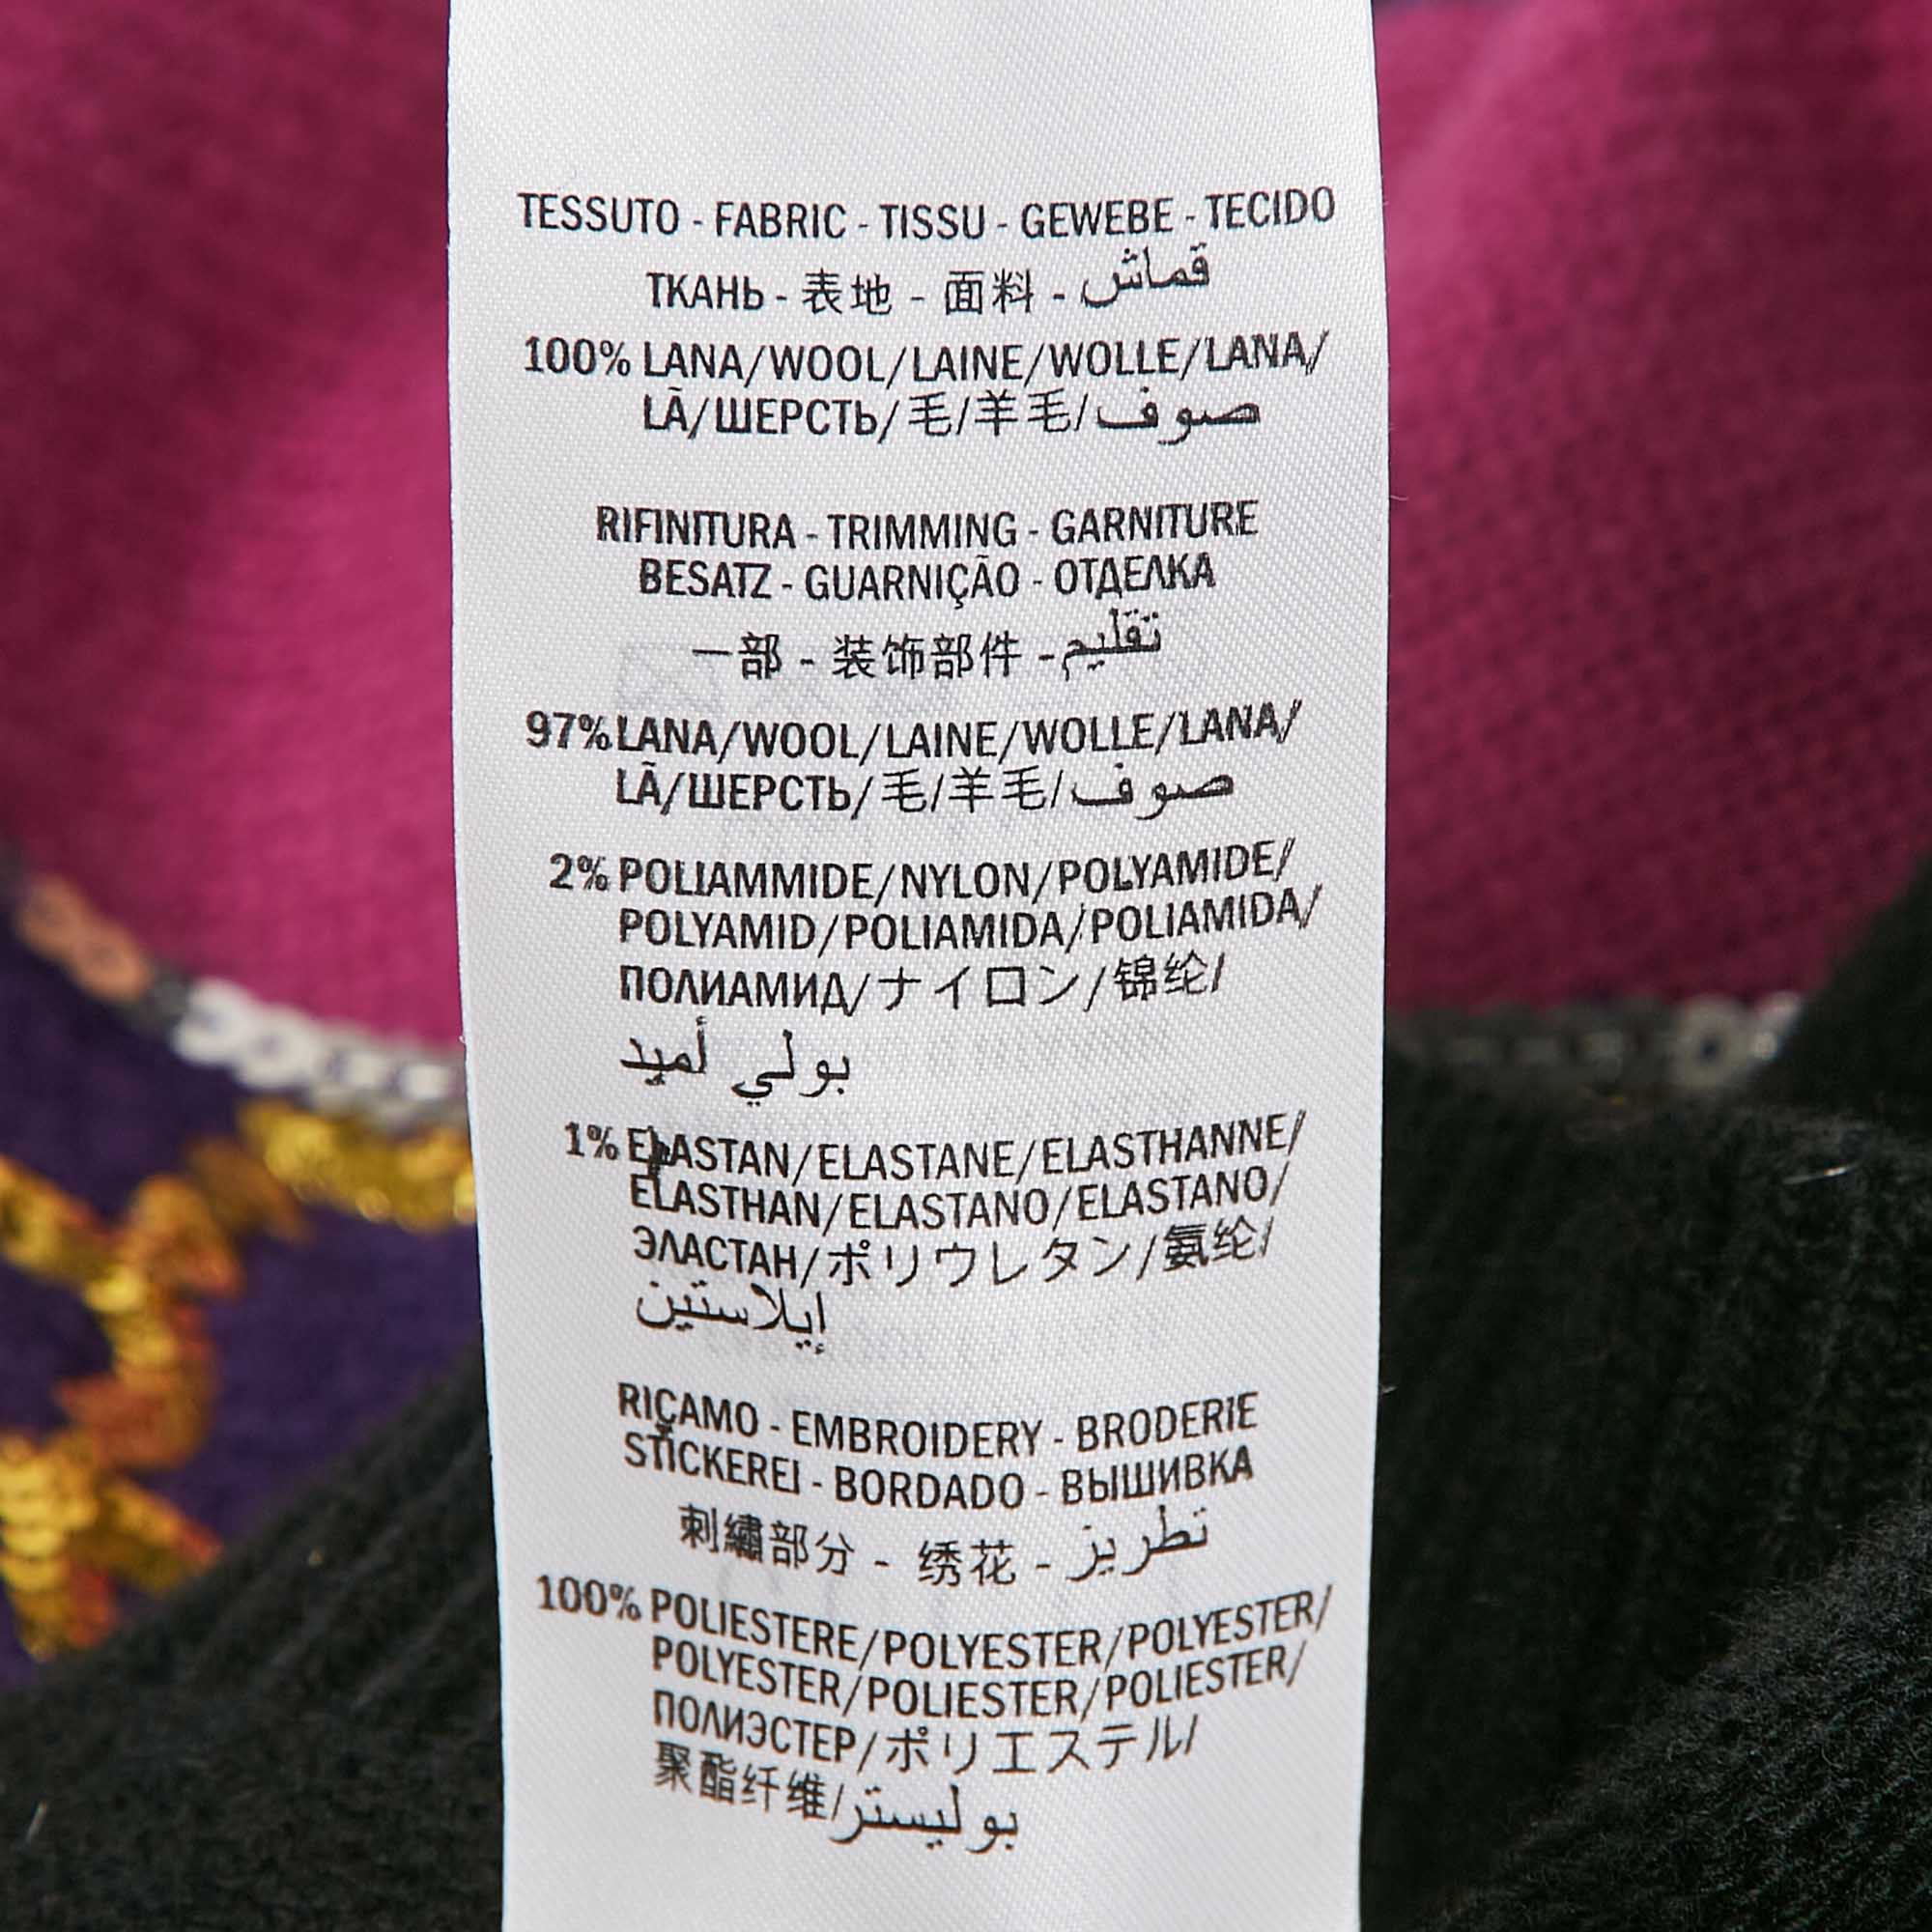 TESSUTO - FABRIC - TISSU - GEWEBE - TECIDO
ТКАНЬ - 表地 - 面料 - قماش
100% LANA/WOOL/LAINE/WOLLE/LANA/
LÃ/ШЕРСТЬ/毛/羊毛/صوف
RIFINITURA - TRIMMING - GARNITURE
BESATZ - GUARNIÇÃO - ОТДЕЛКА
一部 - 装饰部件 - تقليم
97% LANA/WOOL/LAINE/WOLLE/LANA/
LÃ/ШЕРСТЬ/毛/羊毛/صوف
2% POLIAMMIDE/NYLON/POLYAMIDE/
POLYAMID/POLIAMIDA/POLIAMIDA/
ПОЛИАМИД/ナイロン/锦纶/
بولي أميد
1% ELASTAN/ELASTANE/ELASTHANNE/
ELASTHAN/ELASTANO/ELASTANO/
ЭЛАСТАН/ポリウレタン/氨纶/
إيلاستين
RICAMO - EMBROIDERY - BRODERIE
STICKEREI - BORDADO - ВЫШИВКА
刺繍部分 - 绣花 - تطريز
100% POLIESTERE/POLYESTER/POLYESTER/
POLYESTER/POLIESTER/POLIESTER/
ПОЛИЭСТЕР/ポリエステル/
聚酯纤维/بوليستر